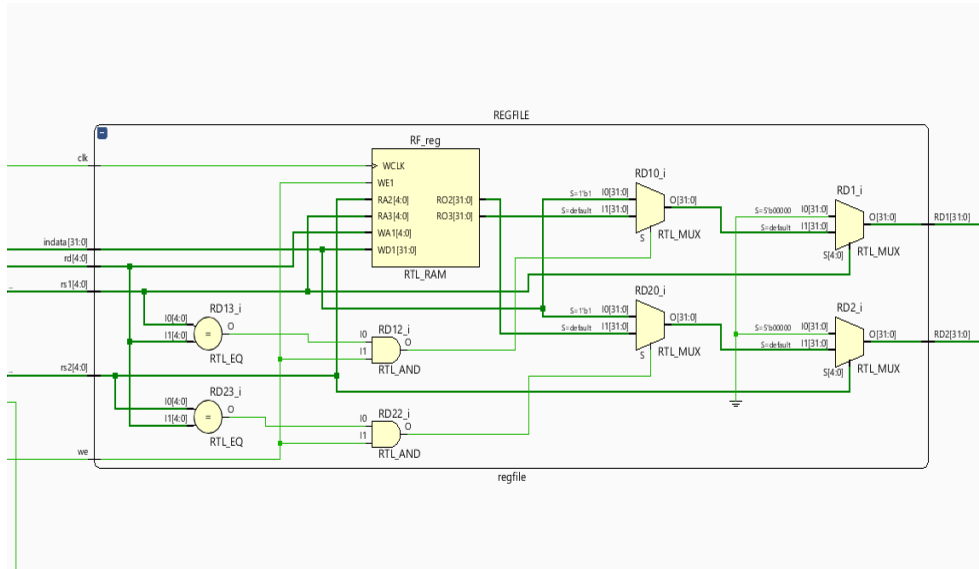 REGFILE
RF_reg
clk
WCLK
WE1
RA2[4:0]
RA3[4:0]
WA1[4:0]
WD1[31:0]
RO2[31:0]
RO3[31:0]
RTL_RAM
indata[31:0]
rd[4:0]
rs1[4:0]
rs2[4:0]
we
RD13_i
I0[4:0]
I1[4:0]
=
O
RTL_EQ
RD23_i
I0[4:0]
I1[4:0]
=
O
RTL_EQ
RD12_i
I0
I1
O
RTL_AND
RD22_i
I0
I1
O
RTL_AND
RD10_i
S=1'b1
I0[31:0]
S=default
I1[31:0]
O[31:0]
S
RTL_MUX
RD20_i
S=1'b1
I0[31:0]
S=default
I1[31:0]
O[31:0]
S
RTL_MUX
RD1_i
S=5'b00000
I0[31:0]
S=default
I1[31:0]
O[31:0]
S[4:0]
RTL_MUX
RD1[31:0]
RD2_i
S=5'b00000
I0[31:0]
S=default
I1[31:0]
O[31:0]
S[4:0]
RTL_MUX
RD2[31:0]
regfile